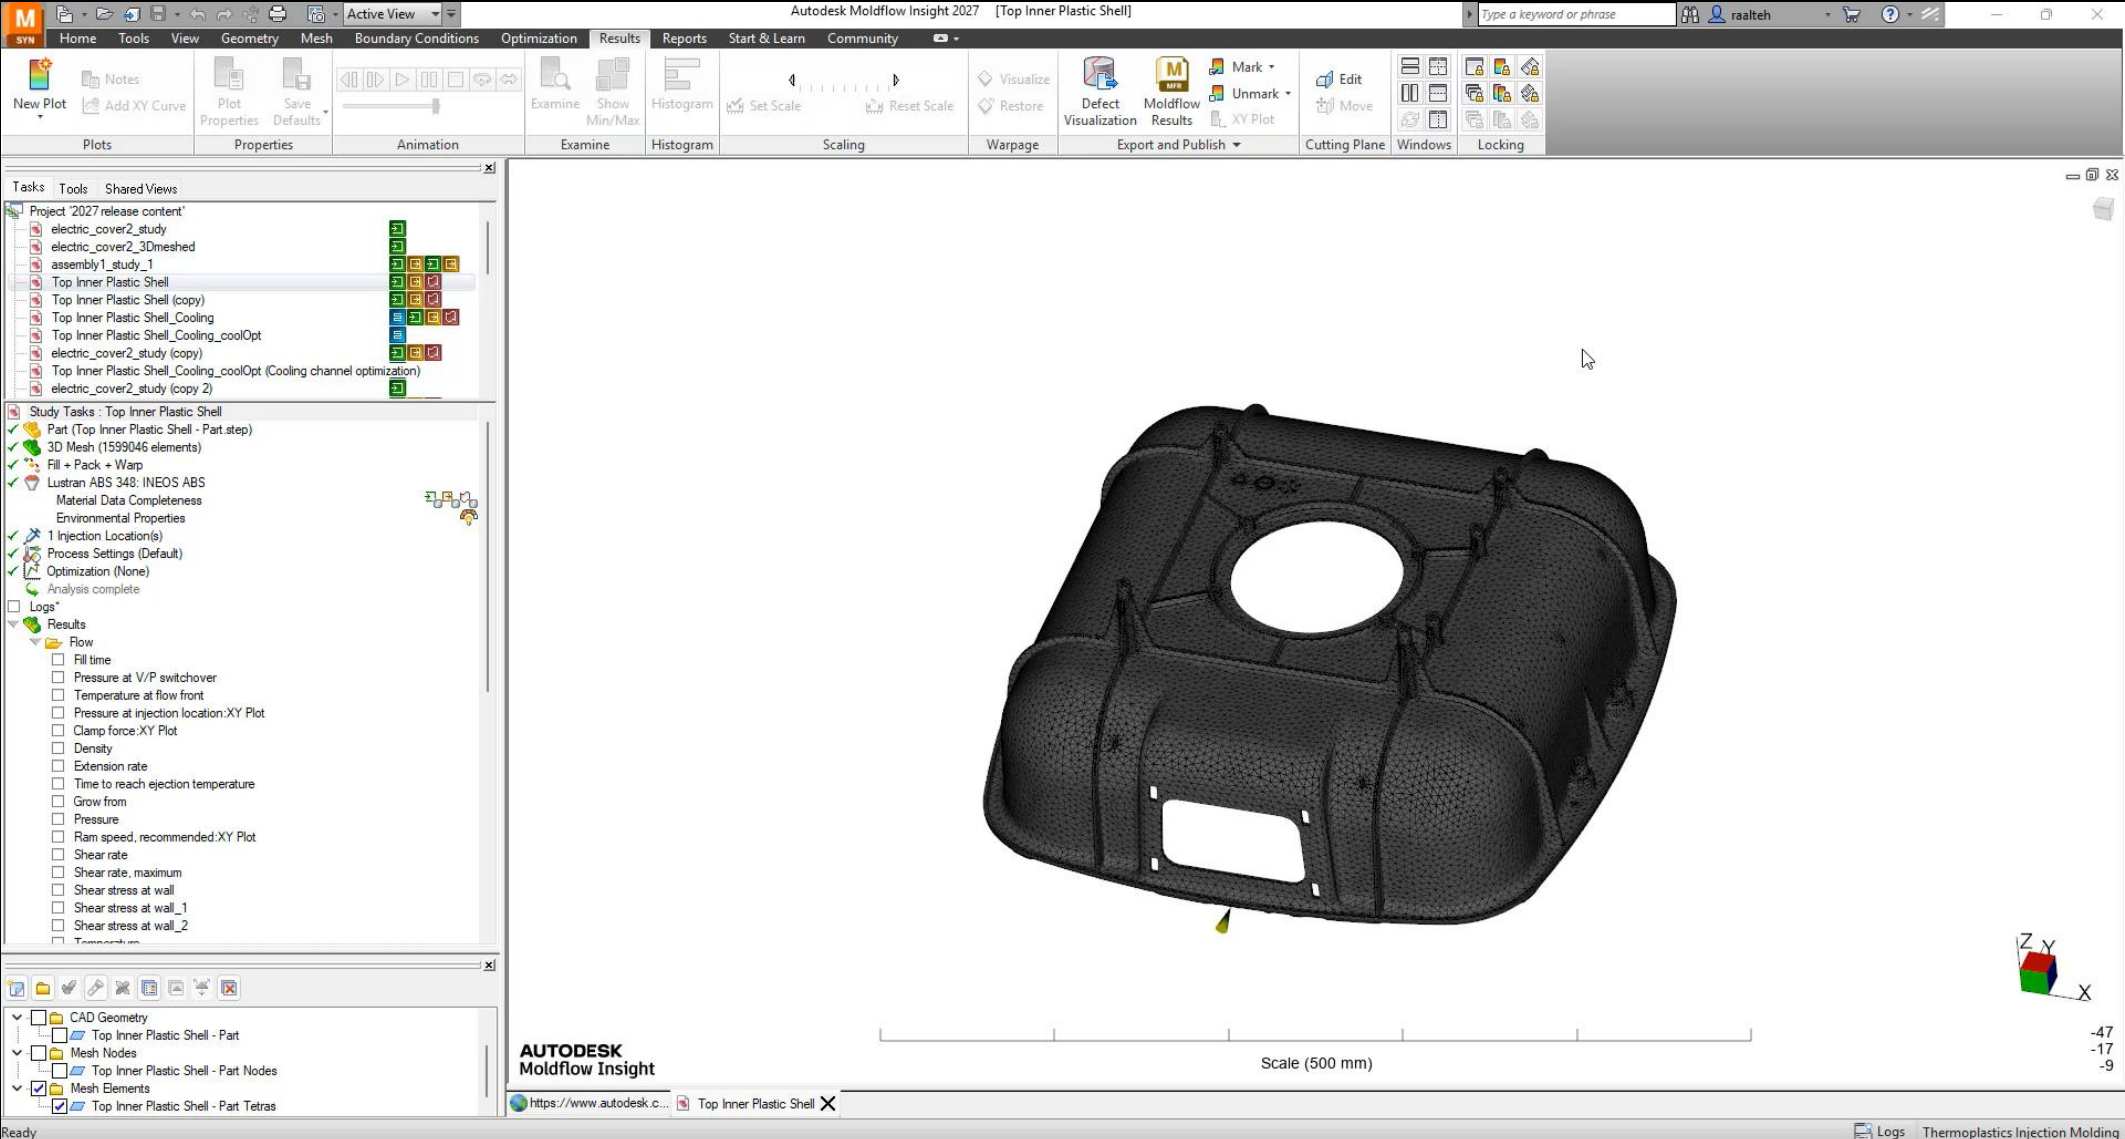 M
SYN
Active View
Autodesk Moldflow Insight 2027 [Top Inner Plastic Shell]
Type a keyword or phrase
raalteh
Home Tools View Geometry Mesh Boundary Conditions Optimization Results Reports Start & Learn Community
New Plot
Notes
Add XY Curve
Plot Properties
Save Defaults
Examine
Show Min/Max
Histogram
Set Scale
Reset Scale
Visualize
Restore
Defect Visualization
M
MFR
Moldflow Results
Mark
Unmark
XY Plot
Edit
Move
Plots Properties Animation Examine Histogram Scaling Warpage Export and Publish Cutting Plane Windows Locking
Tasks Tools Shared Views
Project '2027 release content'
electric_cover2_study
electric_cover2_3Dmeshed
assembly1_study_1
Top Inner Plastic Shell
Top Inner Plastic Shell (copy)
Top Inner Plastic Shell_Cooling
Top Inner Plastic Shell_Cooling_coolOpt
electric_cover2_study (copy)
Top Inner Plastic Shell_Cooling_coolOpt (Cooling channel optimization)
electric_cover2_study (copy 2)
Study Tasks : Top Inner Plastic Shell
Part (Top Inner Plastic Shell - Part.step)
3D Mesh (1599046 elements)
Fill + Pack + Warp
Lustran ABS 348: INEOS ABS
Material Data Completeness
Environmental Properties
1 Injection Location(s)
Process Settings (Default)
Optimization (None)
Analysis complete
Logs*
Results
Flow
Fill time
Pressure at V/P switchover
Temperature at flow front
Pressure at injection location:XY Plot
Clamp force:XY Plot
Density
Extension rate
Time to reach ejection temperature
Grow from
Pressure
Ram speed, recommended:XY Plot
Shear rate
Shear rate, maximum
Shear stress at wall
Shear stress at wall_1
Shear stress at wall_2
Temperature
CAD Geometry
Top Inner Plastic Shell - Part
Mesh Nodes
Top Inner Plastic Shell - Part Nodes
Mesh Elements
Top Inner Plastic Shell - Part Tetras
Z Y
X
-47
-17
-9
AUTODESK
Moldflow Insight
Scale (500 mm)
https://www.autodesk.c... Top Inner Plastic Shell
Ready
Logs Thermoplastics Injection Molding